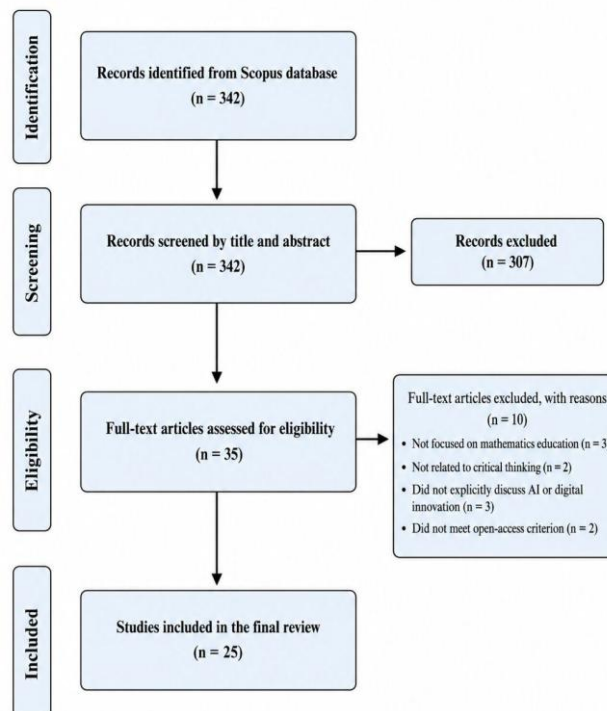 Identification
Records identified from Scopus database
(n = 342)
Screening
Records screened by title and abstract
(n = 342)
Records excluded
(n = 307)
Eligibility
Full-text articles assessed for eligibility
(n = 35)
Full-text articles excluded, with reasons
(n = 10)
• Not focused on mathematics education (n = 3
• Not related to critical thinking (n = 2)
• Did not explicitly discuss AI or digital
innovation (n = 3)
• Did not meet open-access criterion (n = 2)
Included
Studies included in the final review
(n = 25)